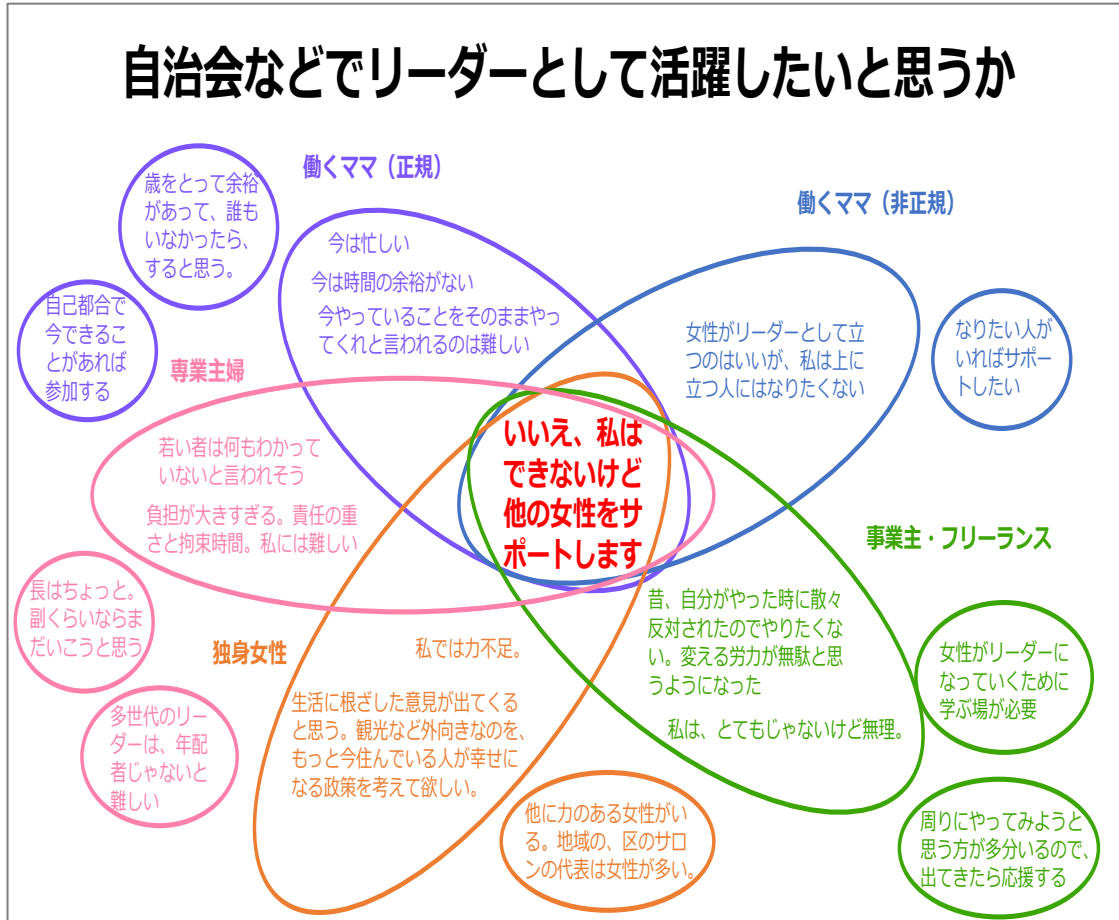 自治会などでリーダーとして活躍したいと思うか
働くママ（正規）
歳をとって余裕
があって、誰も
いなかったら、
すると思う。
自己都合で
今できるこ
とがあれば
参加する
今は忙しい
今は時間の余裕がない
今やっていることをそのままやっ
てくれと言われるのは難しい
働くママ（非正規）
女性がリーダーとして立
つのはいいが、私は上に
立つ人にはなりたくない
なりたい人が
いればサポー
トしたい
専業主婦
若い者は何もわかって
いないと言われそう
負担が大きすぎる。責任の重
さと拘束時間。私には難しい
長はちょっと。
副くらいならま
だいこうと思う
多世代のリー
ダーは、年配
者じゃないと
難しい
いいえ、私は
できないけど
他の女性をサ
ポートします
事業主・フリーランス
昔、自分がやった時に散々
反対されたのでやりたくな
い。変える労力が無駄と思
うようになった
私は、とてもじゃないけど無理。
女性がリーダーに
なっていくために
学ぶ場が必要
周りにやってみようと
思う方が多分いるので、
出てきたら応援する
独身女性
私では力不足。
生活に根ざした意見が出てくる
と思う。観光など外向きなのを、
もっと今住んでいる人が幸せに
なる政策を考えて欲しい。
他に力のある女性がい
る。地域の、区のサロ
ンの代表は女性が多い。